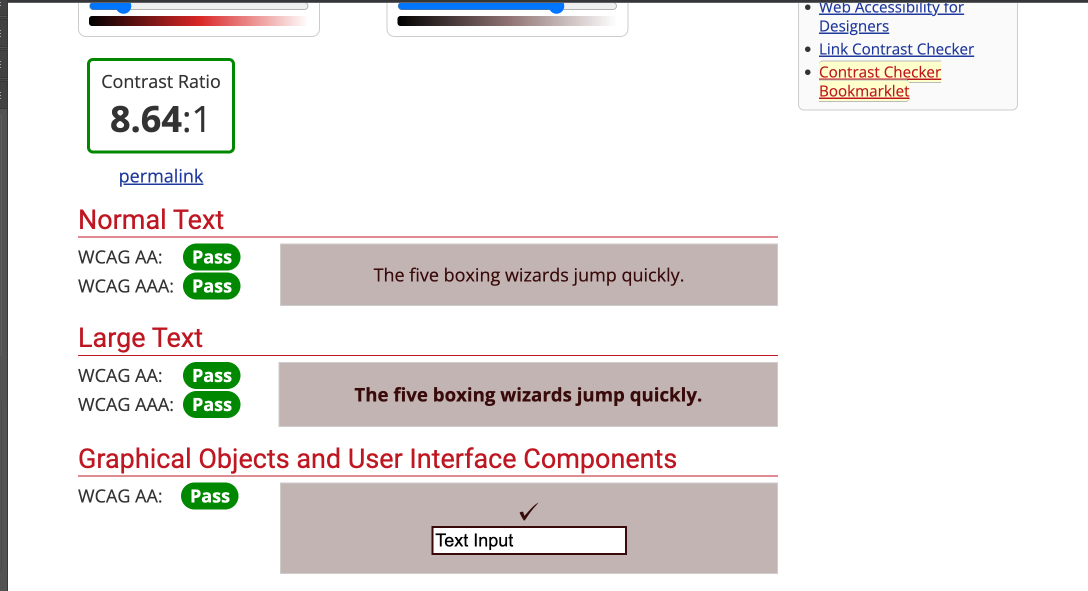 Contrast Ratio
8.64:1
permalink
Normal Text
WCAG AA: Pass
WCAG AAA: Pass
The five boxing wizards jump quickly.
Large Text
WCAG AA: Pass
WCAG AAA: Pass
The five boxing wizards jump quickly.
Graphical Objects and User Interface Components
WCAG AA: Pass
✓
Text Input
Web Accessibility for
Designers
Link Contrast Checker
Contrast Checker
Bookmarklet